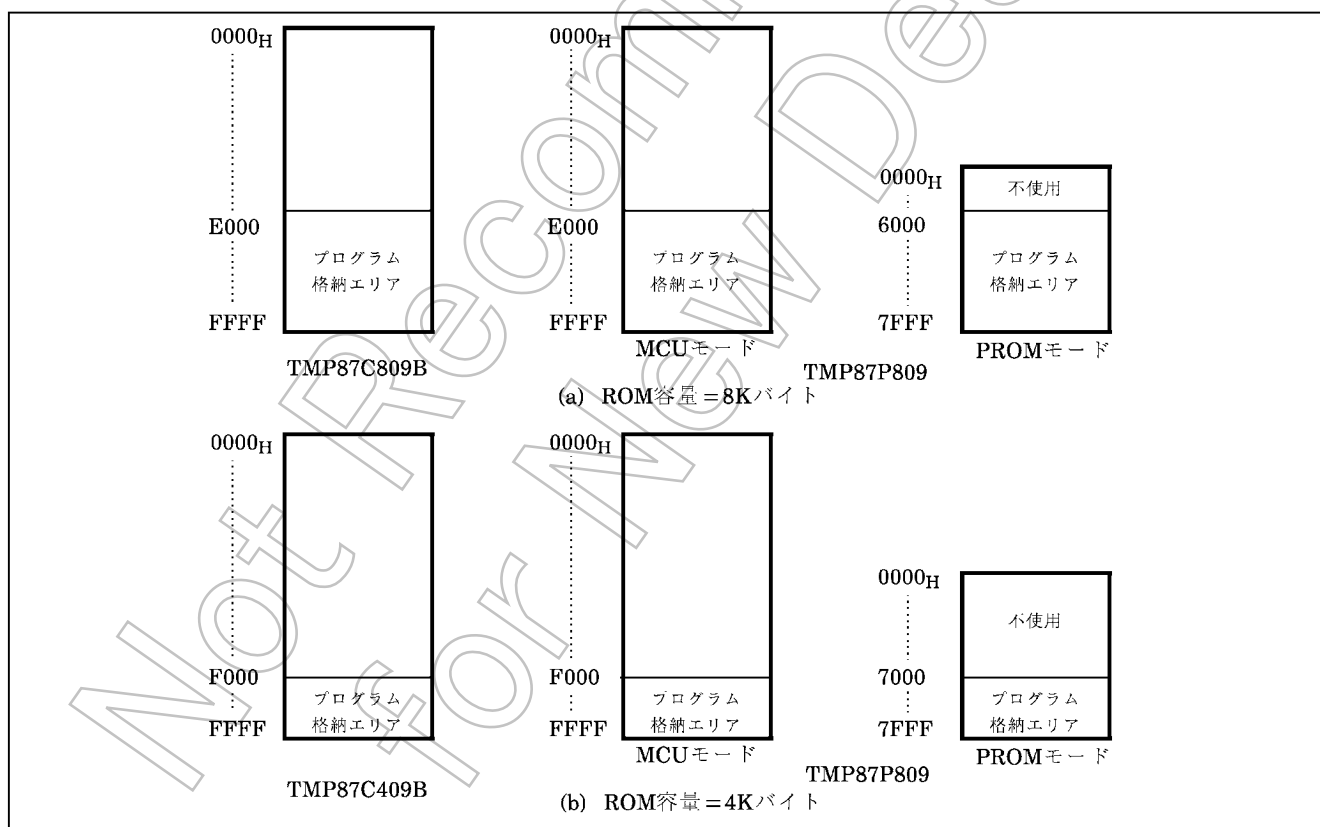 0000H
E000
FFFF
プログラム
格納エリア
TMP87C809B
0000H
E000
FFFF
プログラム
格納エリア
MCUモード
0000H
6000
7FFF
不使用
プログラム
格納エリア
PROMモード
TMP87P809
(a) ROM容量=8Kバイト
0000H
F000
FFFF
プログラム
格納エリア
TMP87C409B
0000H
F000
FFFF
プログラム
格納エリア
MCUモード
0000H
7000
7FFF
不使用
プログラム
格納エリア
PROMモード
TMP87P809
(b) ROM容量=4Kバイト
Not Recom
for New De